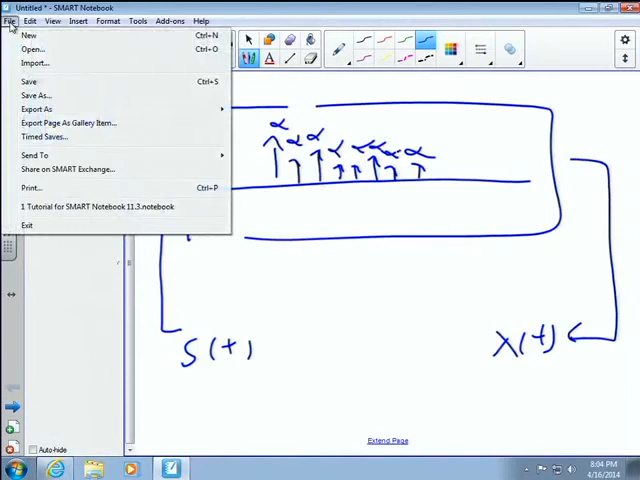 Untitled * - SMART Notebook
File Edit View Insert Format Tools Add-ons Help
New Ctrl+N
Open... Ctrl+O
Import...
Save Ctrl+S
Save As...
Export As
Export Page As Gallery Item...
Timed Saves...
Send To
Share on SMART Exchange...
Print... Ctrl+P
1 Tutorial for SMART Notebook 11.3.notebook
Exit
A
α α α α α α α α
S(t) X(t)
Extend Page
Auto-hide
8:04 PM
4/16/2014